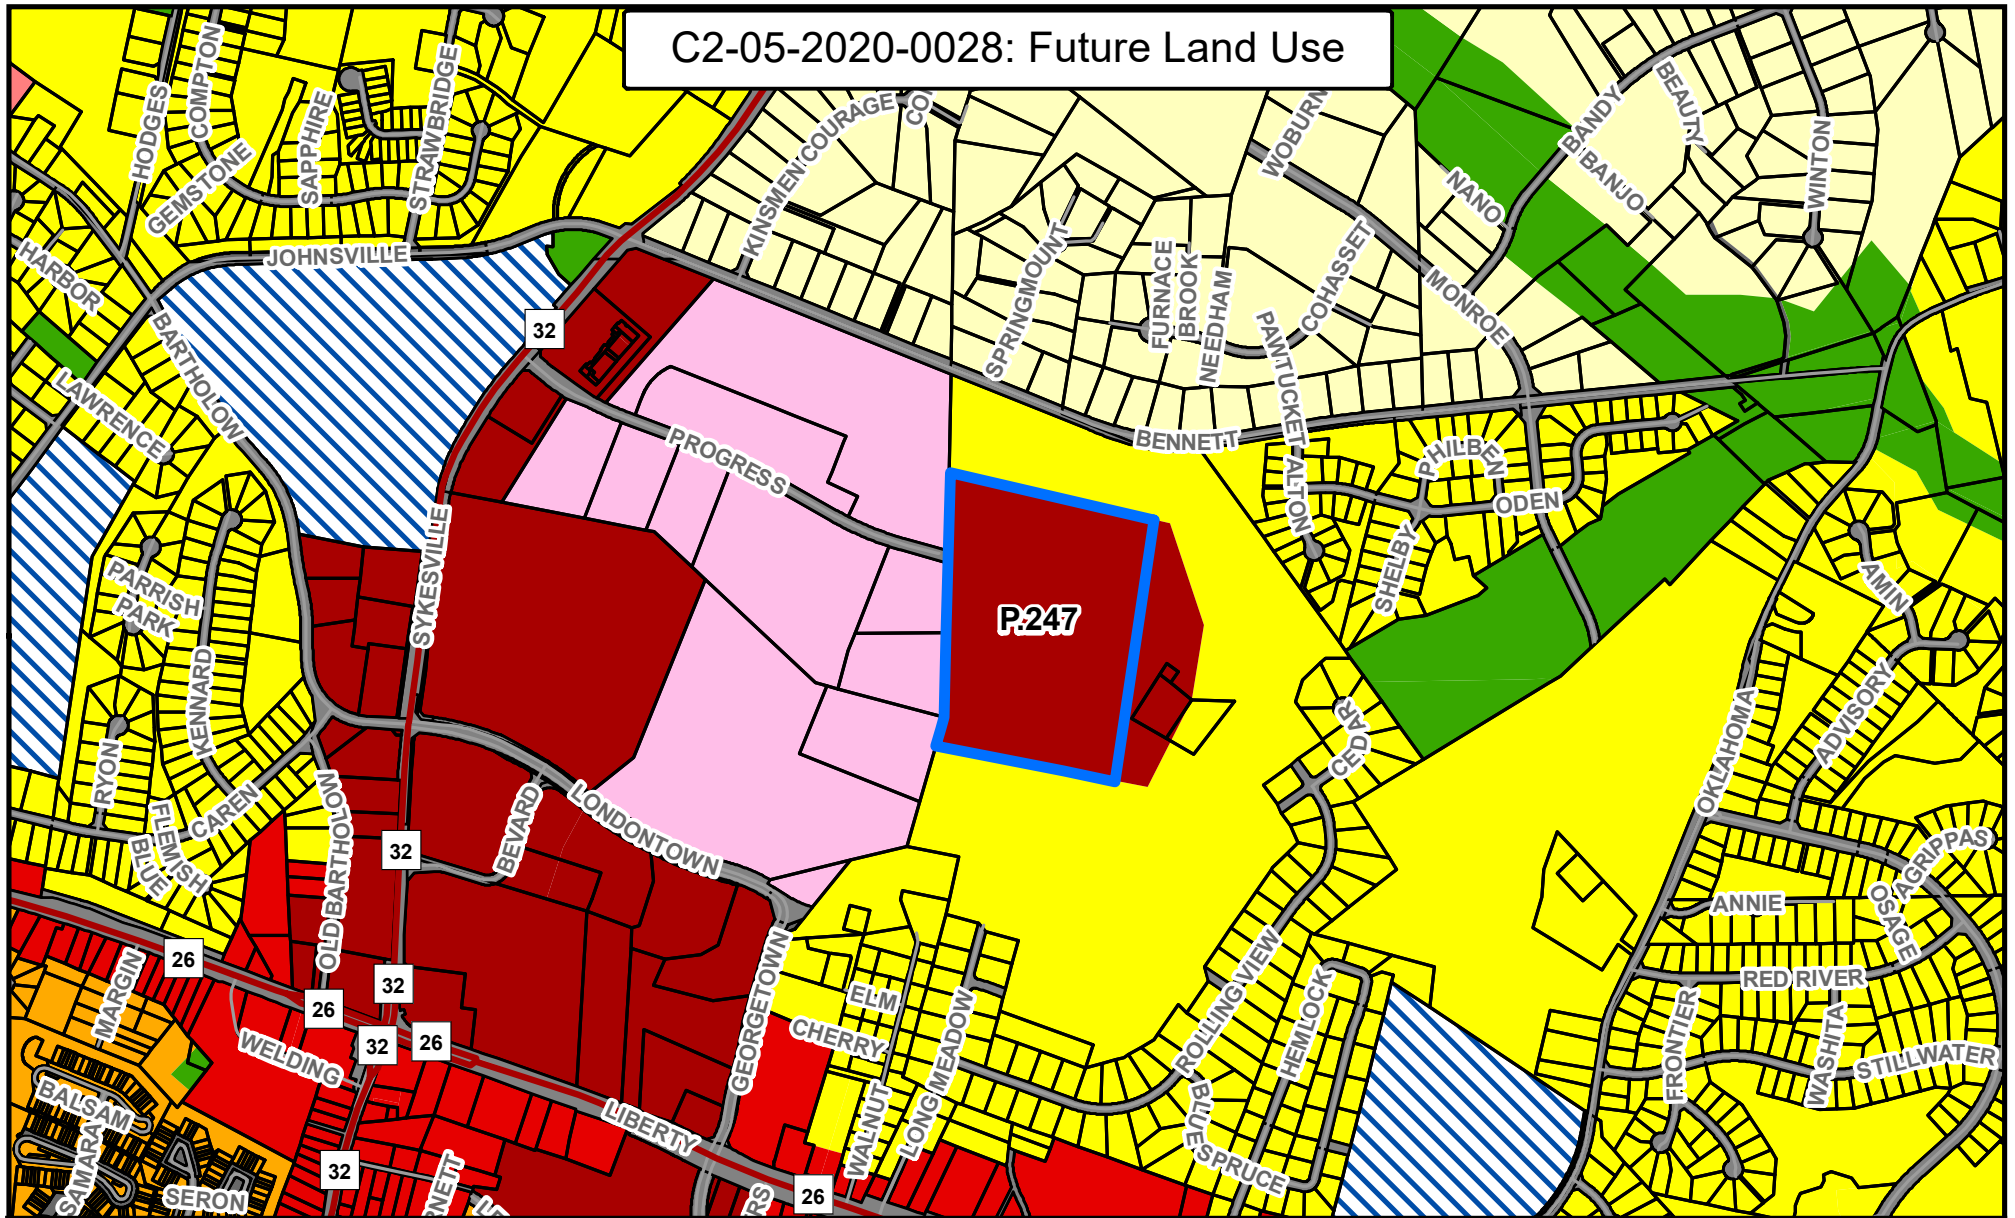 C2-05-2020-0028: Future Land Use
HODGES
COMPTON
GEMSTONE
SAPPHIRE
STRAWBRIDGE
JOHNSVILLE
HARBOR
BARTHOLOW
LAWRENCE
KINSMEN COURAGE
WOBURN
NANO
BANDY
BANJO
BEAUTY
WINTON
SPRINGMOUNT
FURNACE
BROOK
NEEDHAM
COHASSET
MONROE
PAWTUCKET
BENNETT
32
PROGRESS
SYKESVILLE
P.247
ALTON
PHILBEN
ODEN
SHELBY
AMIN
ADVISORY
OKLAHOMA
CEDAR
PARRISH
PARK
KENNARD
RYON
CAREN
FLEMISH
BLUE
OLD BARTHOLOW
BEVARD
LONDONTOWN
32
26
32
26
32
26
MARGIN
WELDING
BALSAM
SAMARA
SERON
32
LIBERTY
GEORGETOWN
26
ELM
CHERRY
WALNUT
LONG MEADOW
ROLLING VIEW
HEMLOCK
BLUE
SPRUCE
AGRIPPAS
OSAGE
ANNIE
RED RIVER
FRONTIER
WASHTA
STILLWATER